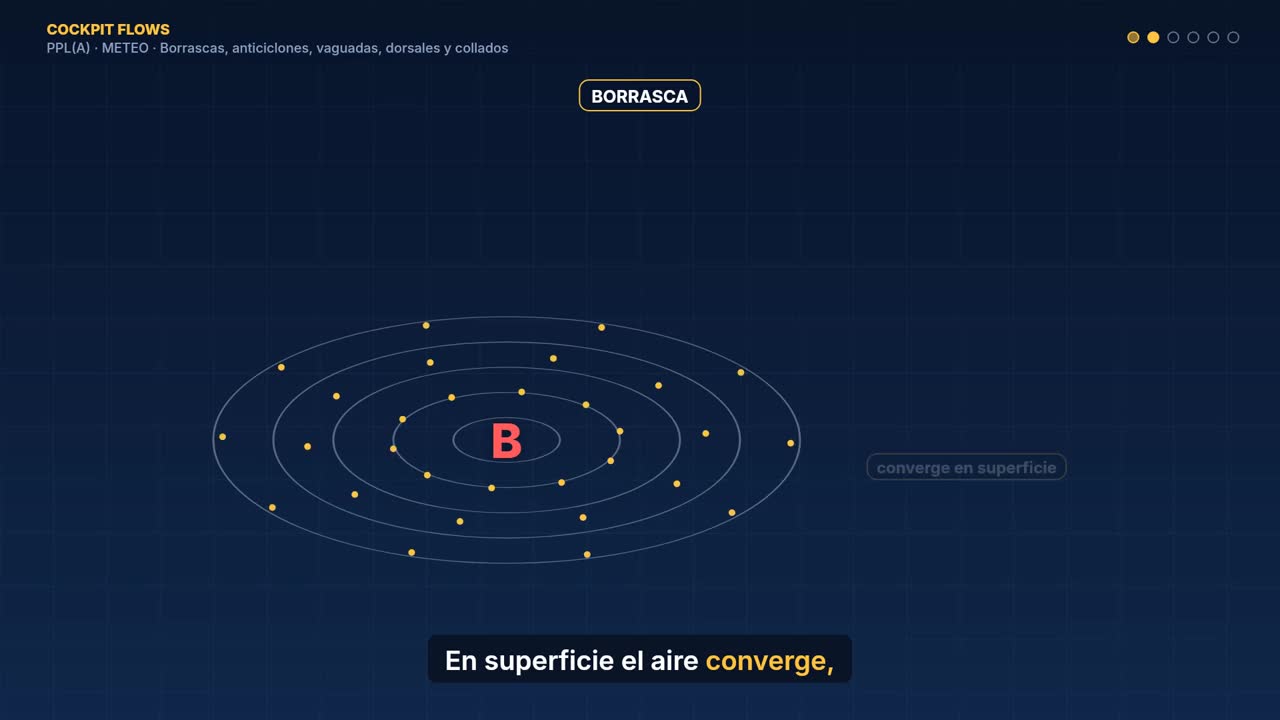 COCKPIT FLOWS
PPL(A) · METEO · Borrascas, anticiclones, vaguadas, dorsales y collados
BORRASCA
B
converge en superficie
En superficie el aire converge,